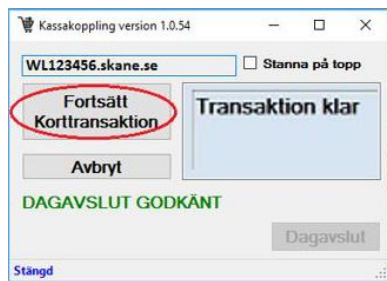 Kassakoppling version 1.0.54
WL123456.skane.se
Stanna på topp
Fortsätt
Korttransaktion
Transaktion klar
Avbryt
DAGAVSLUT GODKÄNT
Dagavslut
Stängd